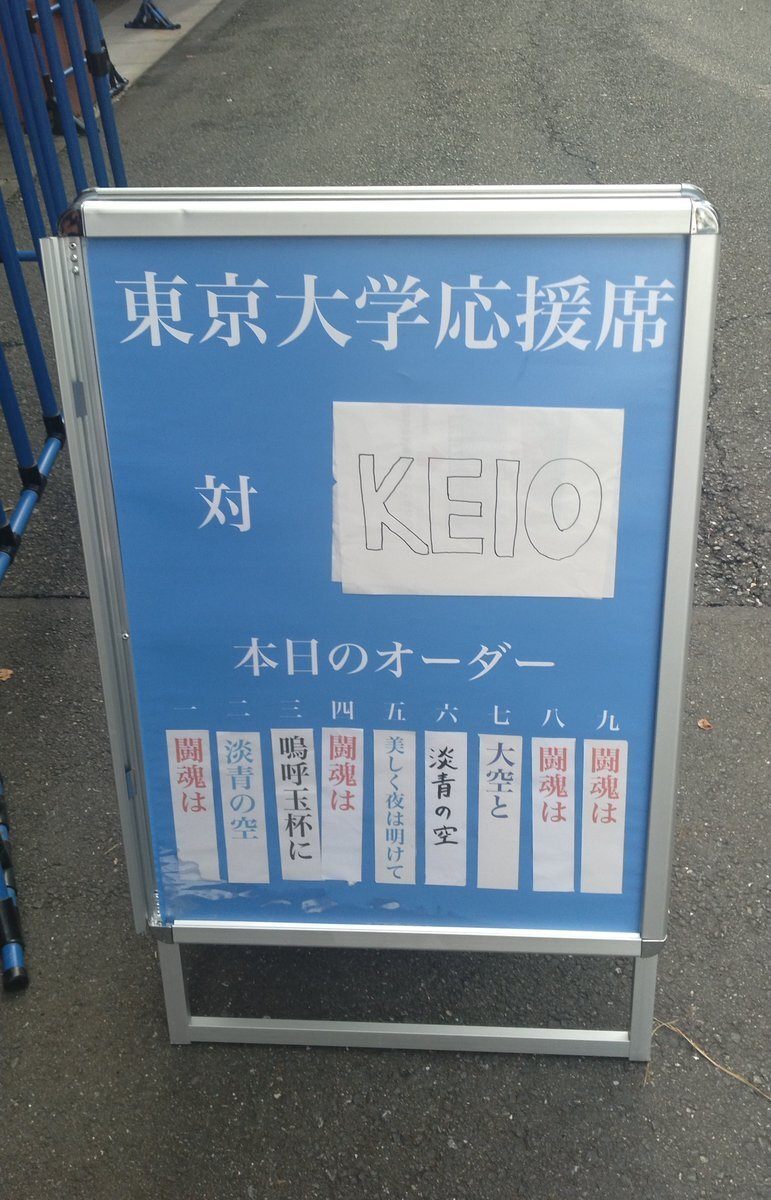 東京大学応援席
対 KEIO
本日のオーダー
一 二 三 四 五 六 七 八 九
闘魂は
淡青の空
嗚呼玉杯に
闘魂は
美しく夜は明けて
淡青の空
大空と
闘魂は
闘魂は